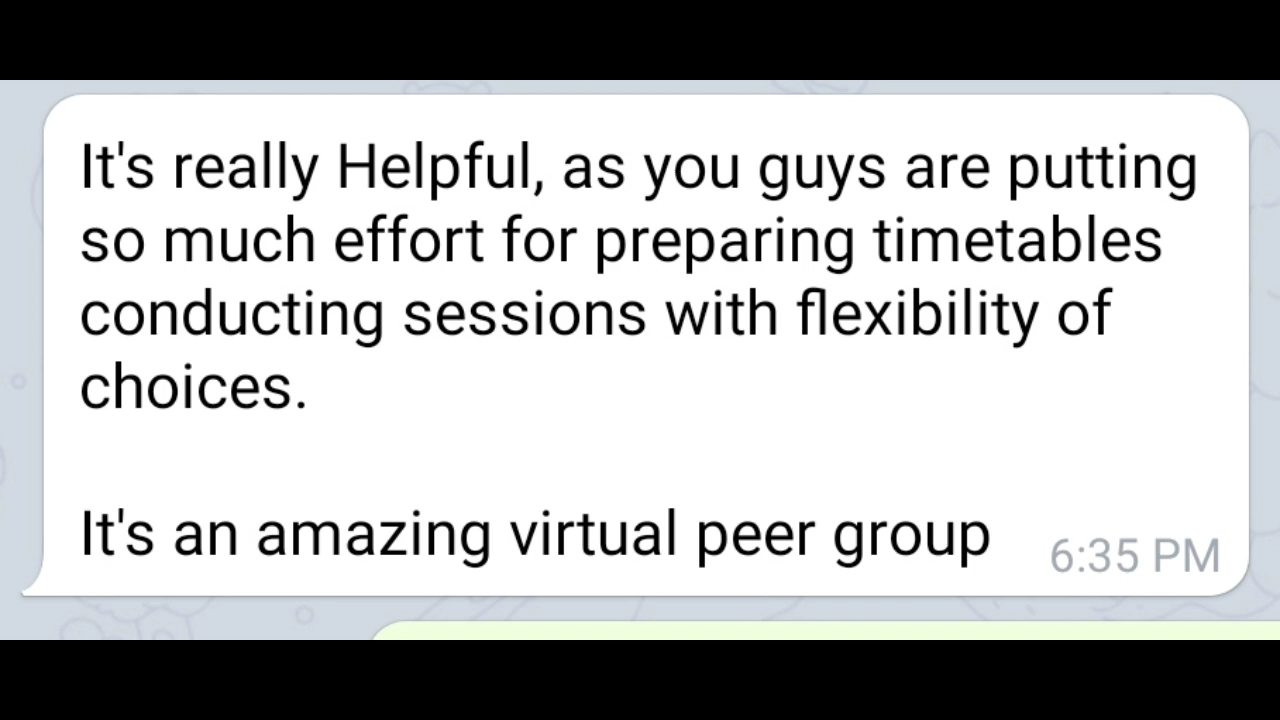 It's really Helpful, as you guys are putting
so much effort for preparing timetables
conducting sessions with flexibility of
choices.
It's an amazing virtual peer group
6:35 PM